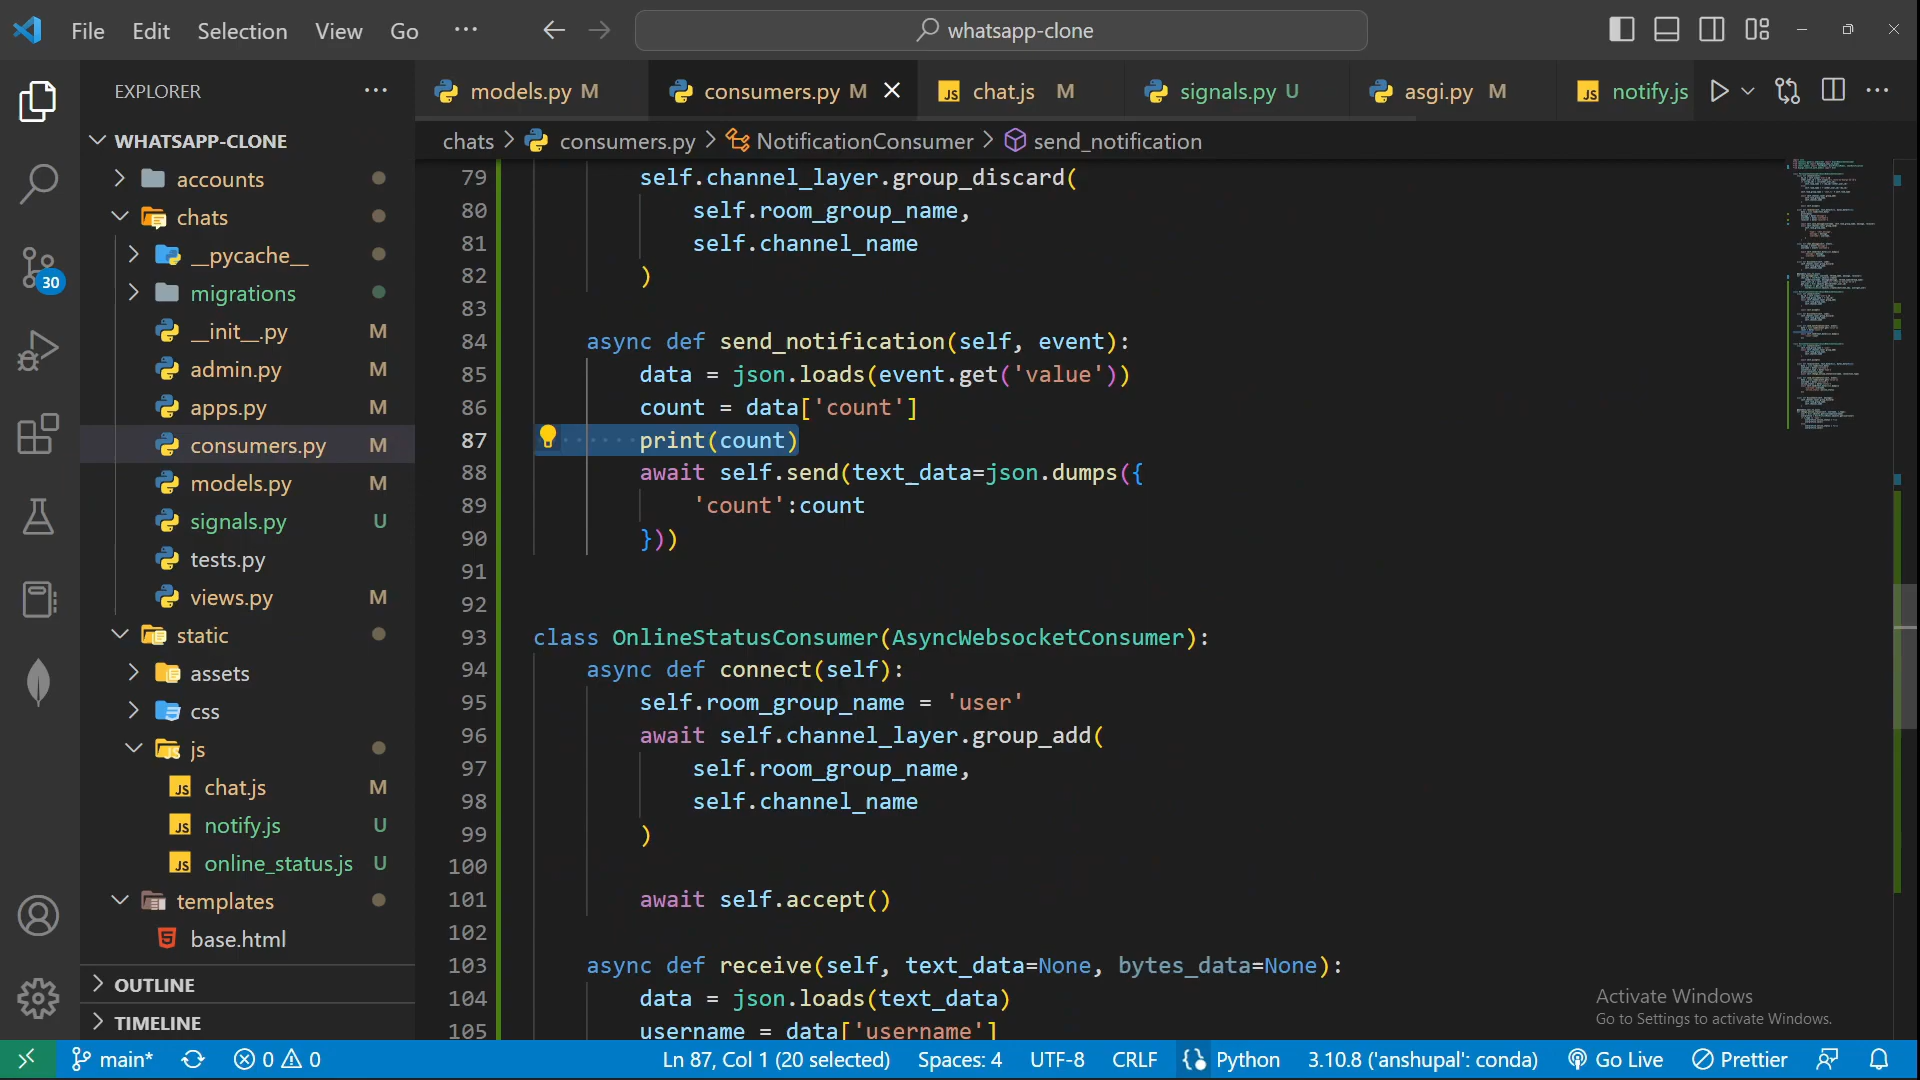 File Edit Selection View Go ··· whatsapp-clone
EXPLORER ···
WHATSAPP-CLONE
accounts
chats
__pycache__
migrations
__init__.py M
admin.py M
apps.py M
consumers.py M
models.py M
signals.py U
tests.py
views.py M
static
assets
css
js
chat.js M
notify.js U
online_status.js U
templates
base.html
OUTLINE
TIMELINE
30
models.py M consumers.py M chat.js M signals.py U asgi.py M notify.js
chats > consumers.py > NotificationConsumer > send_notification
79 self.channel_layer.group_discard(
80 self.room_group_name,
81 self.channel_name
82 )
83
84 async def send_notification(self, event):
85 data = json.loads(event.get('value'))
86 count = data['count']
87 print(count)
88 await self.send(text_data=json.dumps({
89 'count':count
90 }))
91
92
93 class OnlineStatusConsumer(AsyncWebsocketConsumer):
94 async def connect(self):
95 self.room_group_name = 'user'
96 await self.channel_layer.group_add(
97 self.room_group_name,
98 self.channel_name
99 )
100
101 await self.accept()
102
103 async def receive(self, text_data=None, bytes_data=None):
104 data = json.loads(text_data)
105 username = data['username']
Activate Windows
Go to Settings to activate Windows.
main* 0 0 Ln 87, Col 1 (20 selected) Spaces: 4 UTF-8 CRLF Python 3.10.8 ('anshupal': conda) Go Live Prettier